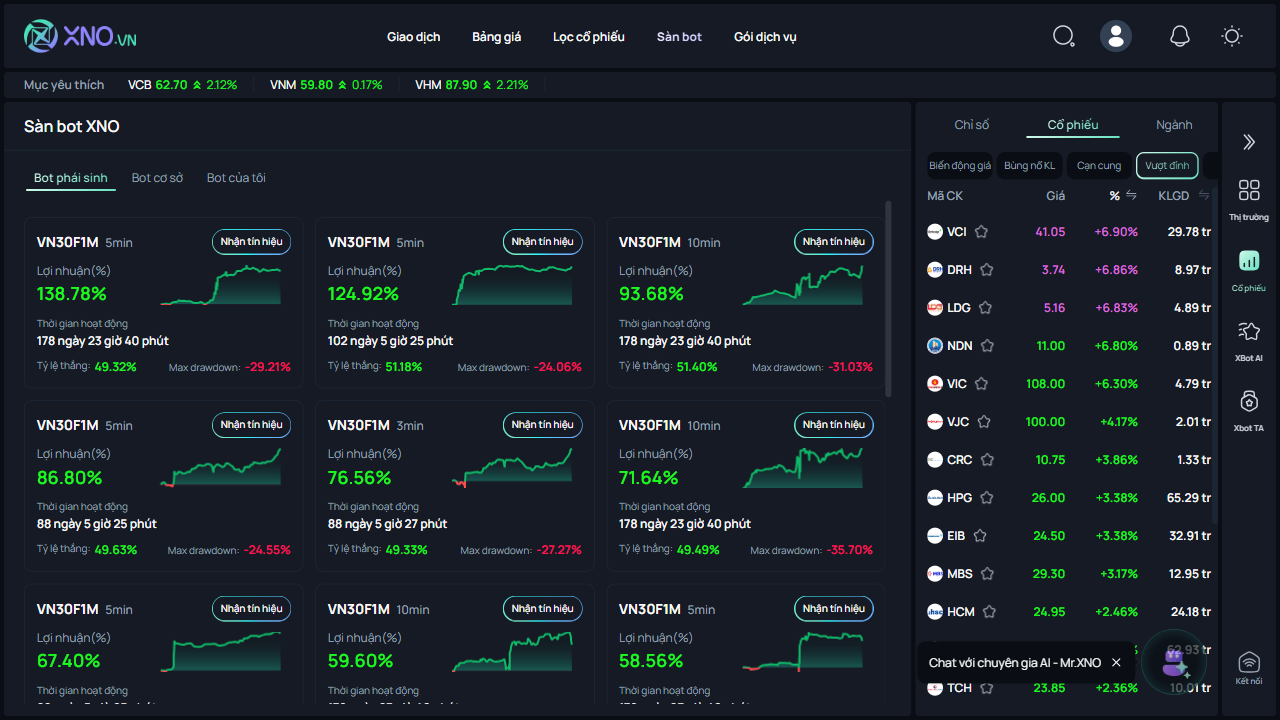 XNO.VN
Giao dịch
Bảng giá
Lọc cổ phiếu
Sàn bot
Gói dịch vụ
Mục yêu thích
VCB 62.70 2.12%
VNM 59.80 0.17%
VHM 87.90 2.21%
Sàn bot XNO
Bot phái sinh
Bot cơ sở
Bot của tôi
VN30F1M 5min
Nhận tín hiệu
Lợi nhuận(%)
138.78%
Thời gian hoạt động
178 ngày 23 giờ 40 phút
Tỷ lệ thắng: 49.32%
Max drawdown: -29.21%
VN30F1M 5min
Nhận tín hiệu
Lợi nhuận(%)
124.92%
Thời gian hoạt động
102 ngày 5 giờ 25 phút
Tỷ lệ thắng: 51.18%
Max drawdown: -24.06%
VN30F1M 10min
Nhận tín hiệu
Lợi nhuận(%)
93.68%
Thời gian hoạt động
178 ngày 23 giờ 40 phút
Tỷ lệ thắng: 51.40%
Max drawdown: -31.03%
VN30F1M 5min
Nhận tín hiệu
Lợi nhuận(%)
86.80%
Thời gian hoạt động
88 ngày 5 giờ 25 phút
Tỷ lệ thắng: 49.63%
Max drawdown: -24.55%
VN30F1M 3min
Nhận tín hiệu
Lợi nhuận(%)
76.56%
Thời gian hoạt động
88 ngày 5 giờ 27 phút
Tỷ lệ thắng: 49.33%
Max drawdown: -27.27%
VN30F1M 10min
Nhận tín hiệu
Lợi nhuận(%)
71.64%
Thời gian hoạt động
178 ngày 23 giờ 40 phút
Tỷ lệ thắng: 49.49%
Max drawdown: -35.70%
VN30F1M 5min
Nhận tín hiệu
Lợi nhuận(%)
67.40%
Thời gian hoạt động
VN30F1M 10min
Nhận tín hiệu
Lợi nhuận(%)
59.60%
Thời gian hoạt động
VN30F1M 5min
Nhận tín hiệu
Lợi nhuận(%)
58.56%
Thời gian hoạt động
Chỉ số
Cổ phiếu
Ngành
Biến động giá
Bùng nổ KL
Cạn cung
Vượt đỉnh
Mã CK Giá % KLGD
VCI 41.05 +6.90% 29.78 tr
DRH 3.74 +6.86% 8.97 tr
LDG 5.16 +6.83% 4.89 tr
NDN 11.00 +6.80% 0.89 tr
VIC 108.00 +6.30% 4.79 tr
VJC 100.00 +4.17% 2.01 tr
CRC 10.75 +3.86% 1.33 tr
HPG 26.00 +3.38% 65.29 tr
EIB 24.50 +3.38% 32.91 tr
MBS 29.30 +3.17% 12.95 tr
HCM 24.95 +2.46% 24.18 tr
62.93 tr
TCH 23.85 +2.36% 10.01 tr
Chat với chuyên gia AI - Mr.XNO
Thị trường
Cổ phiếu
XBot AI
Xbot TA
Kết nối